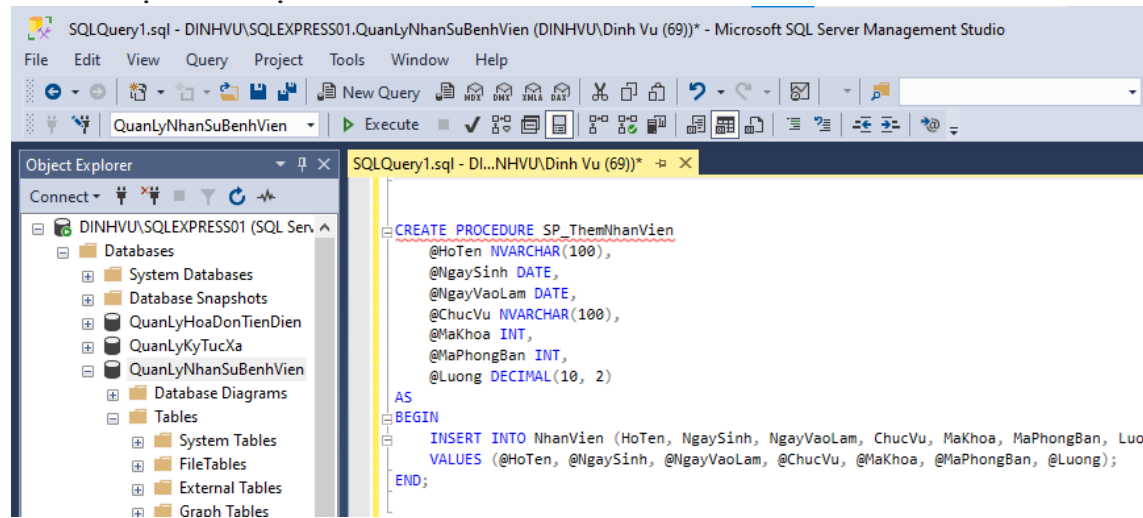 SQLQuery1.sql - DINHVU\SQLEXPRESS01.QuanLyNhanSuBenhVien (DINHVU\Dinh Vu (69))* - Microsoft SQL Server Management Studio
File Edit View Query Project Tools Window Help
New Query MDX DMX XMLA DAX
QuanLyNhanSuBenhVien Execute
Object Explorer
SQLQuery1.sql - DI...NHVU\Dinh Vu (69))*
Connect
DINHVU\SQLEXPRESS01 (SQL Serv
Databases
System Databases
Database Snapshots
QuanLyHoaDonTienDien
QuanLyKyTucXa
QuanLyNhanSuBenhVien
Database Diagrams
Tables
System Tables
FileTables
External Tables
Graph Tables
CREATE PROCEDURE SP_ThemNhanVien
@HoTen NVARCHAR(100),
@NgaySinh DATE,
@NgayVaoLam DATE,
@ChucVu NVARCHAR(100),
@MaKhoa INT,
@MaPhongBan INT,
@Luong DECIMAL(10, 2)
AS
BEGIN
INSERT INTO NhanVien (HoTen, NgaySinh, NgayVaoLam, ChucVu, MaKhoa, MaPhongBan, Luo
VALUES (@HoTen, @NgaySinh, @NgayVaoLam, @ChucVu, @MaKhoa, @MaPhongBan, @Luong);
END;